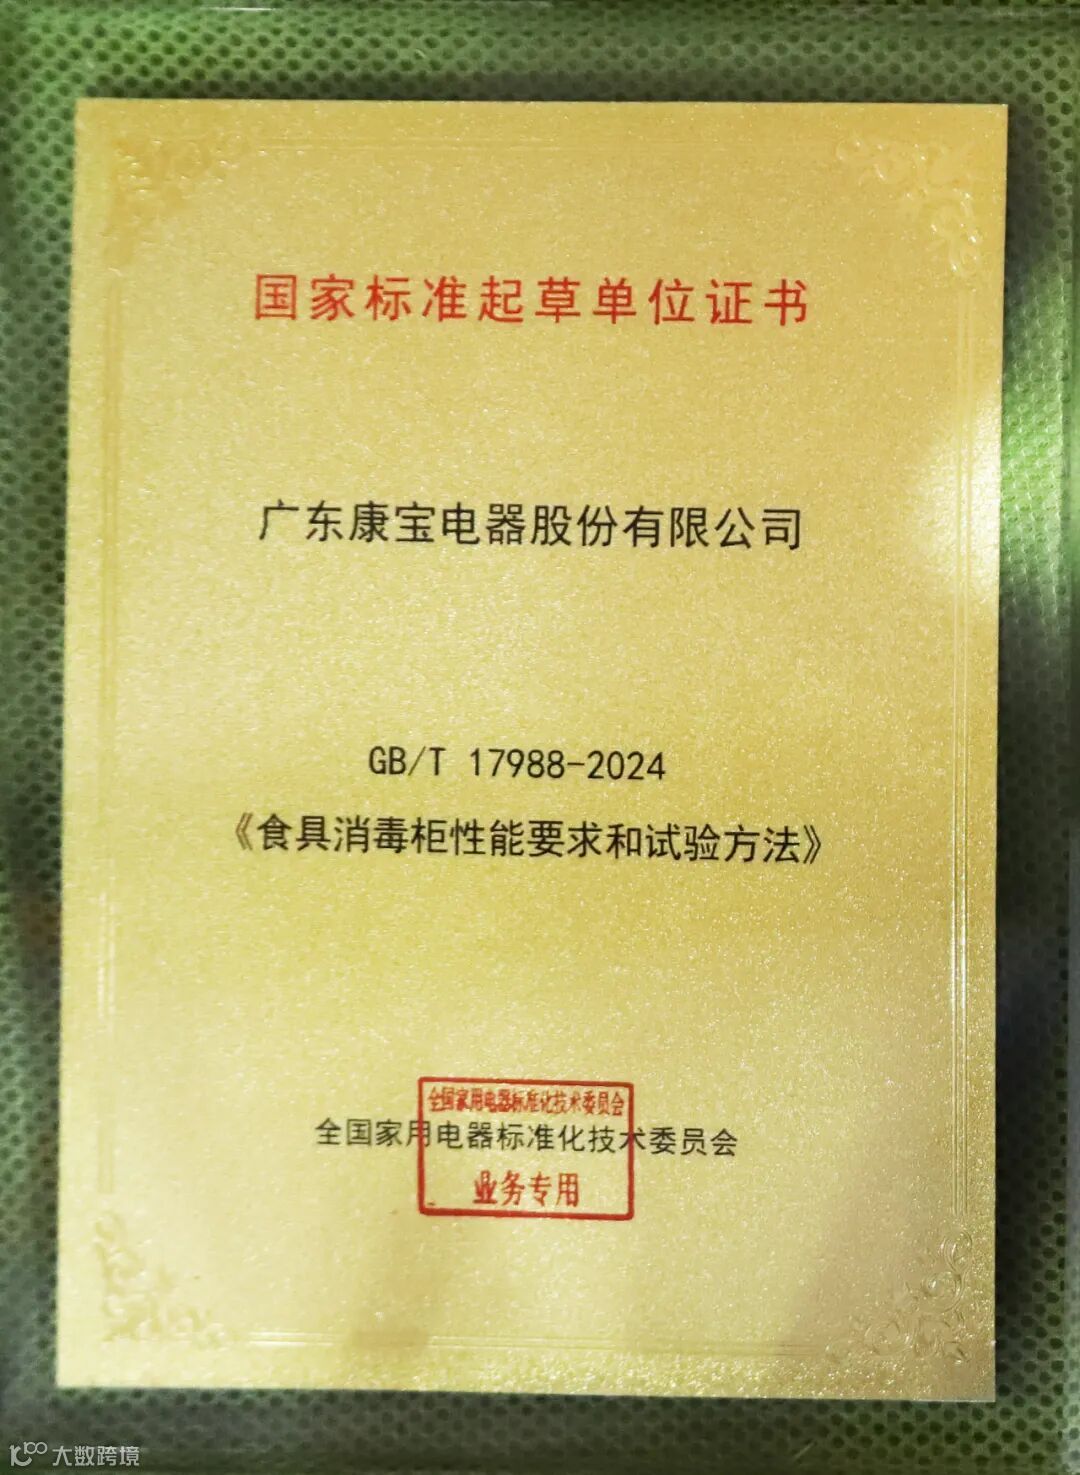 国家标准起草单位证书
广东康宝电器股份有限公司
GB/T 17988-2024
《食具消毒柜性能要求和试验方法》
全国家用电器标准化技术委员会
全国家用电器标准化技术委员会
业务专用
大数跨境